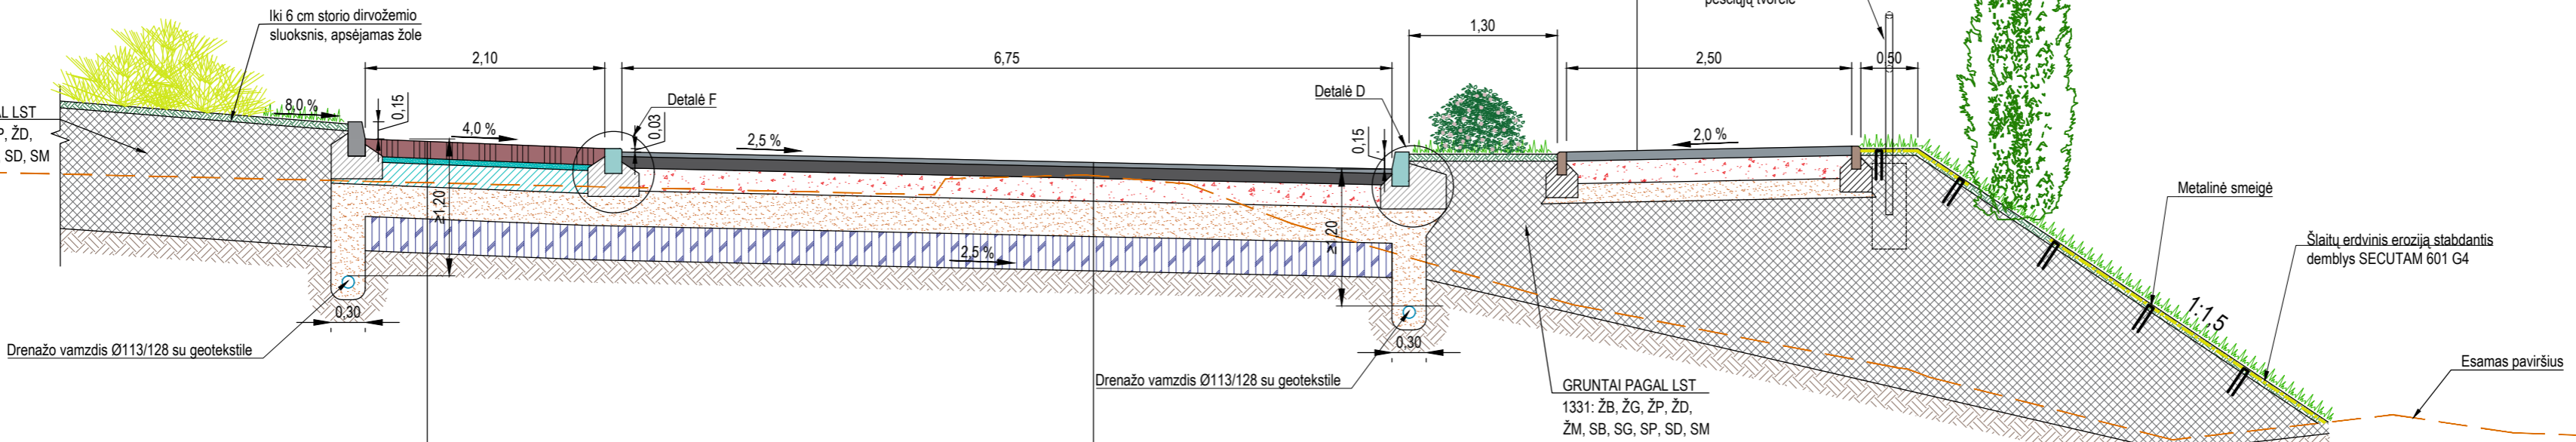 Iki 6 cm storio dirvožemio
sluoksnis, apsėjamas žole
pėsčiųjų tvorelė
1,30
2,10
6,75
2,50
0,50
Detalė F
Detalė D
8,0 %
0,15
4,0 %
0,03
2,5 %
0,15
2,0 %
AL LST
P, ŽD,
, SD, SM
≥1,20
≥1,20
2,5 %
Metalinė smeigė
Šlaitų erdvinis eroziją stabdantis
demblys SECUTAM 601 G4
1:1,5
0,30
0,30
Drenažo vamzdis Ø113/128 su geotekstile
Drenažo vamzdis Ø113/128 su geotekstile
Esamas paviršius
GRUNTAI PAGAL LST
1331: ŽB, ŽG, ŽP, ŽD,
ŽM, SB, SG, SP, SD, SM